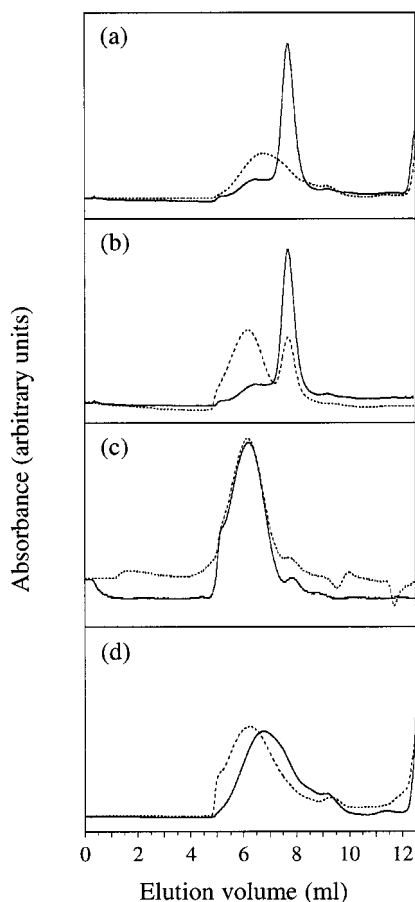 (a)
(b)
(c)
(d)
Absorbance (arbitrary units)
0 2 4 6 8 10 12
Elution volume (ml)